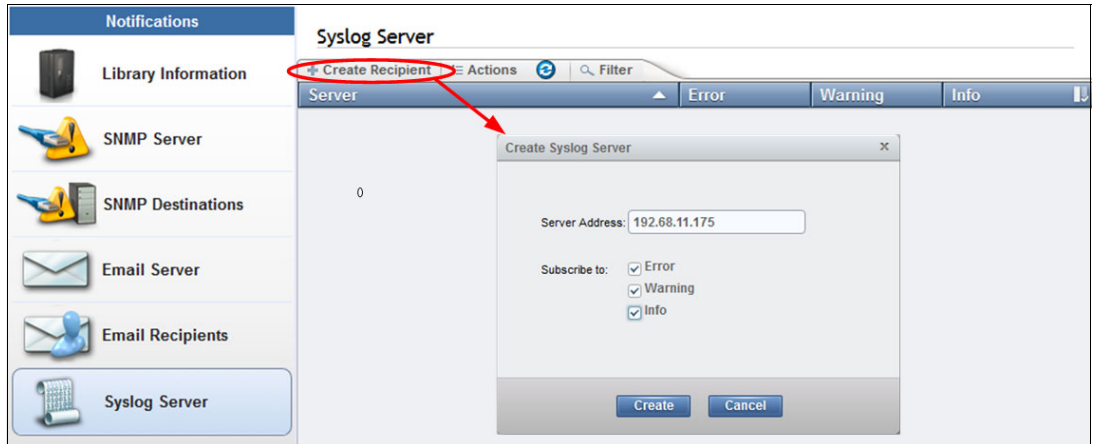 Notifications
Library Information
SNMP Server
SNMP Destinations
Email Server
Email Recipients
Syslog Server
Syslog Server
Create Recipient Actions Filter
Server Error Warning Info
0
Create Syslog Server x
Server Address: 192.68.11.175
Subscribe to: Error
Warning
Info
Create Cancel